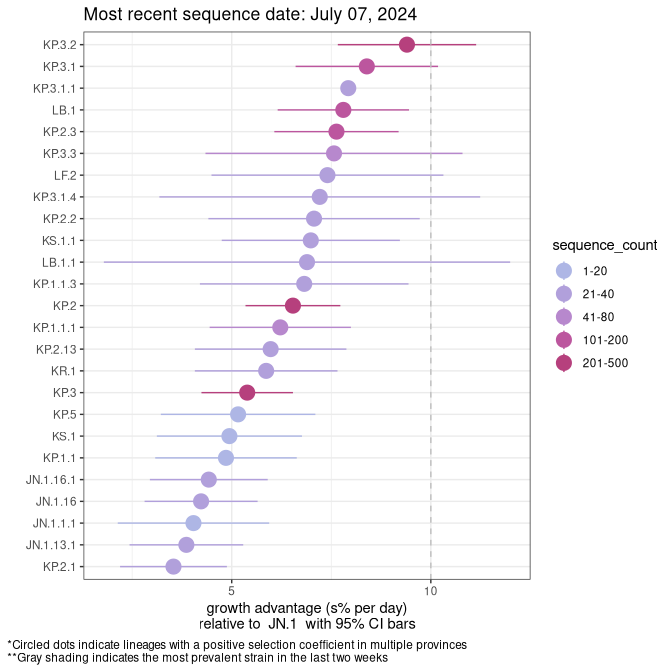 Most recent sequence date: July 07, 2024
KP.3.2
KP.3.1
KP.3.1.1
LB.1
KP.2.3
KP.3.3
LF.2
KP.3.1.4
KP.2.2
KS.1.1
LB.1.1
KP.1.1.3
KP.2
KP.1.1.1
KP.2.13
KR.1
KP.3
KP.5
KS.1
KP.1.1
JN.1.16.1
JN.1.16
JN.1.1.1
JN.1.13.1
KP.2.1
5 10
growth advantage (s% per day)
relative to JN.1 with 95% CI bars
sequence_count
1-20
21-40
41-80
101-200
201-500
*Circled dots indicate lineages with a positive selection coefficient in multiple provinces
**Gray shading indicates the most prevalent strain in the last two weeks